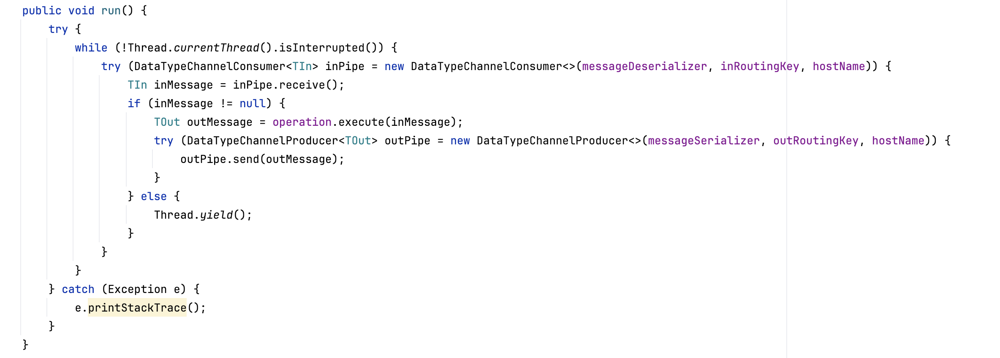 public void run() {
    try {
        while (!Thread.currentThread().isInterrupted()) {
            try (DataTypeChannelConsumer<TIn> inPipe = new DataTypeChannelConsumer<>(messageDeserializer, inRoutingKey, hostName)) {
                TIn inMessage = inPipe.receive();
                if (inMessage != null) {
                    TOut outMessage = operation.execute(inMessage);
                    try (DataTypeChannelProducer<TOut> outPipe = new DataTypeChannelProducer<>(messageSerializer, outRoutingKey, hostName)) {
                        outPipe.send(outMessage);
                    }
                } else {
                    Thread.yield();
                }
            }
        }
    } catch (Exception e) {
        e.printStackTrace();
    }
}